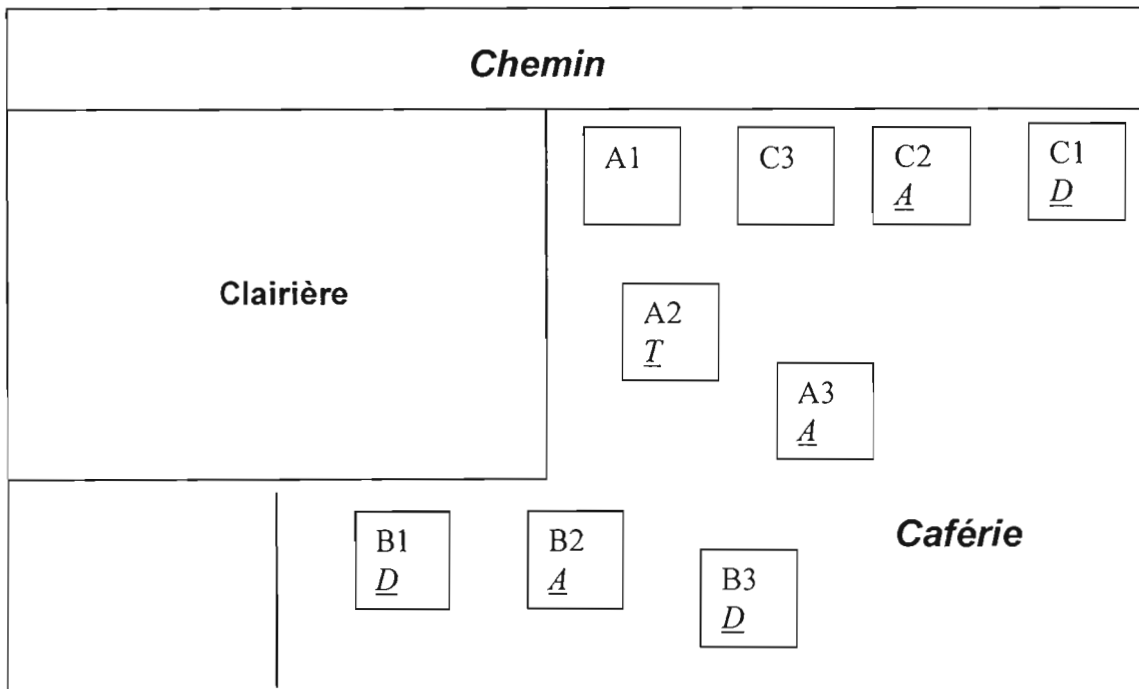 Chemin
A1
C3
C2
A
C1
D
Clairière
A2
T
A3
A
B1
D
B2
A
B3
D
Caférie